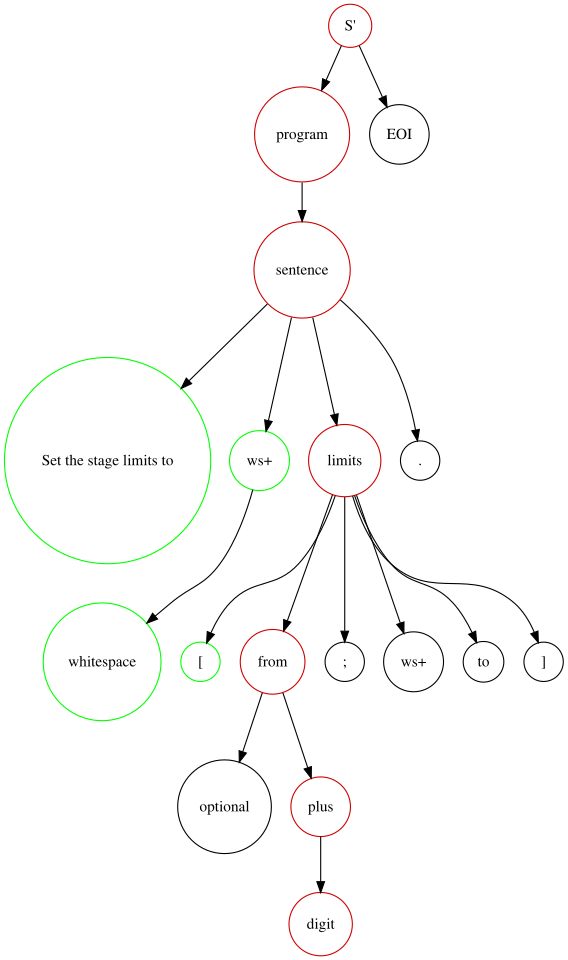 S'
program
EOI
sentence
Set the stage limits to
ws+
limits
.
whitespace
[
from
;
ws+
to
]
optional
plus
digit